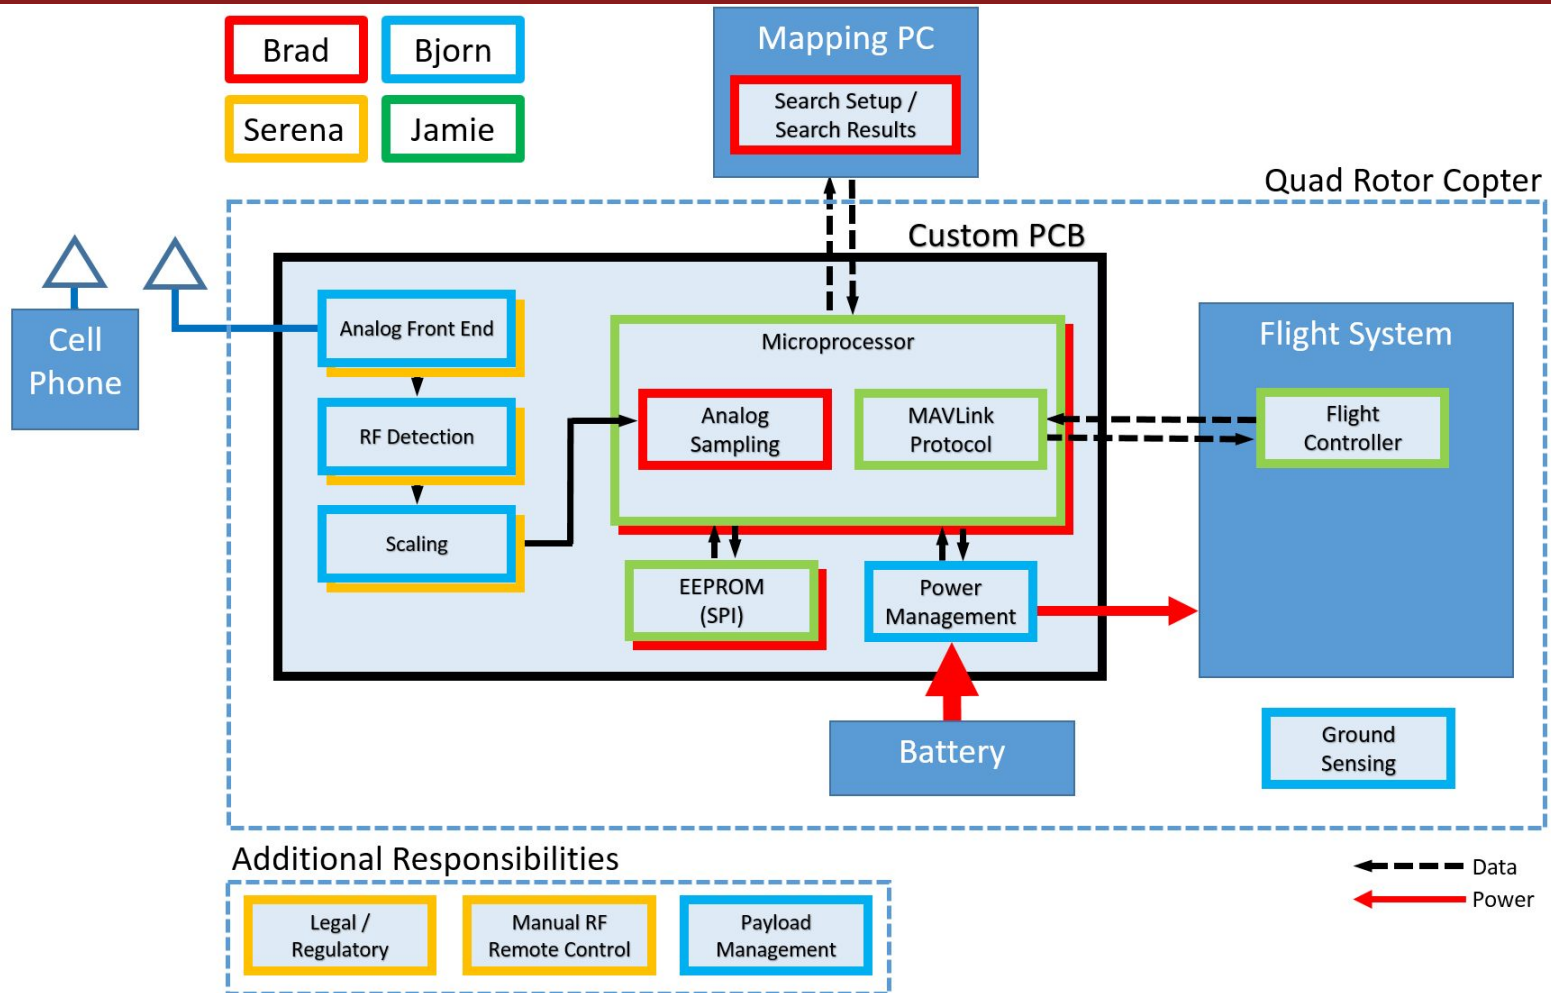 Brad
Bjorn
Serena
Jamie
Mapping PC
Search Setup /
Search Results
Quad Rotor Copter
Custom PCB
Cell
Phone
Analog Front End
RF Detection
Scaling
Microprocessor
Analog
Sampling
MAVLink
Protocol
EEPROM
(SPI)
Power
Management
Flight System
Flight
Controller
Battery
Ground
Sensing
Additional Responsibilities
Legal /
Regulatory
Manual RF
Remote Control
Payload
Management
Data
Power